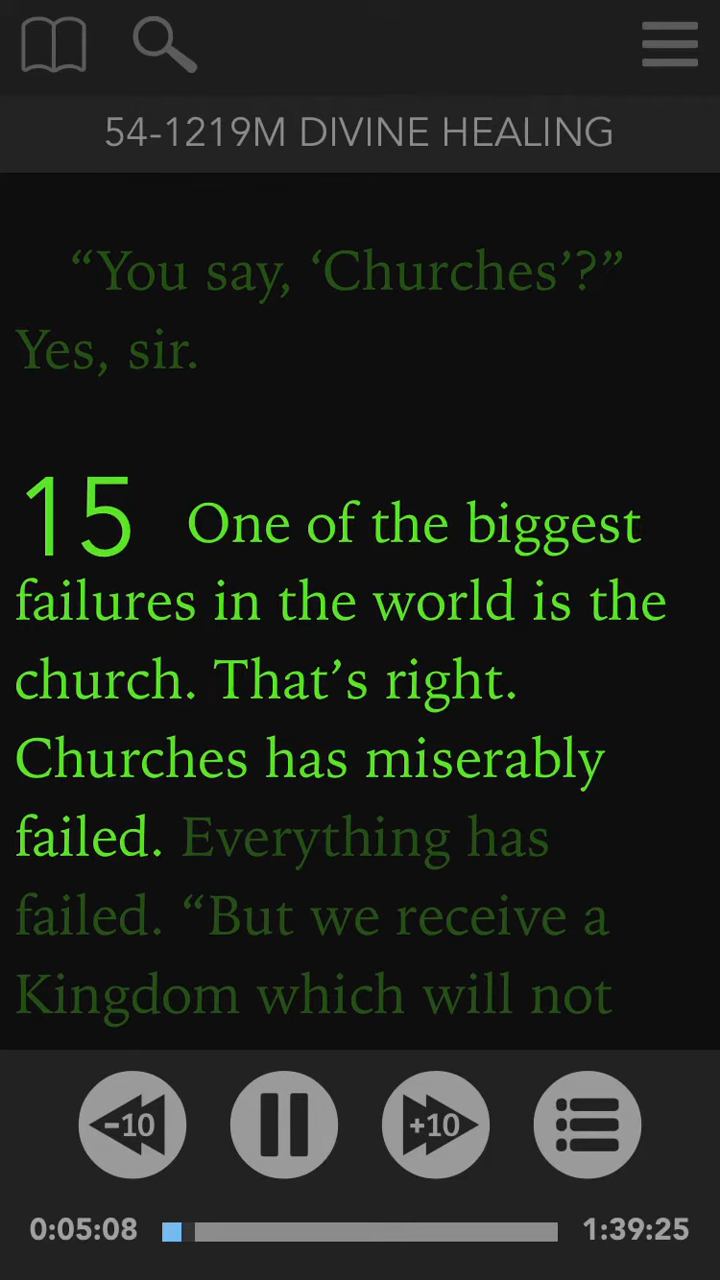 54-1219M DIVINE HEALING
“You say, ‘Churches’?”
Yes, sir.
15 One of the biggest
failures in the world is the
church. That’s right.
Churches has miserably
failed. Everything has
failed. “But we receive a
Kingdom which will not
-10 +10
0:05:08 1:39:25